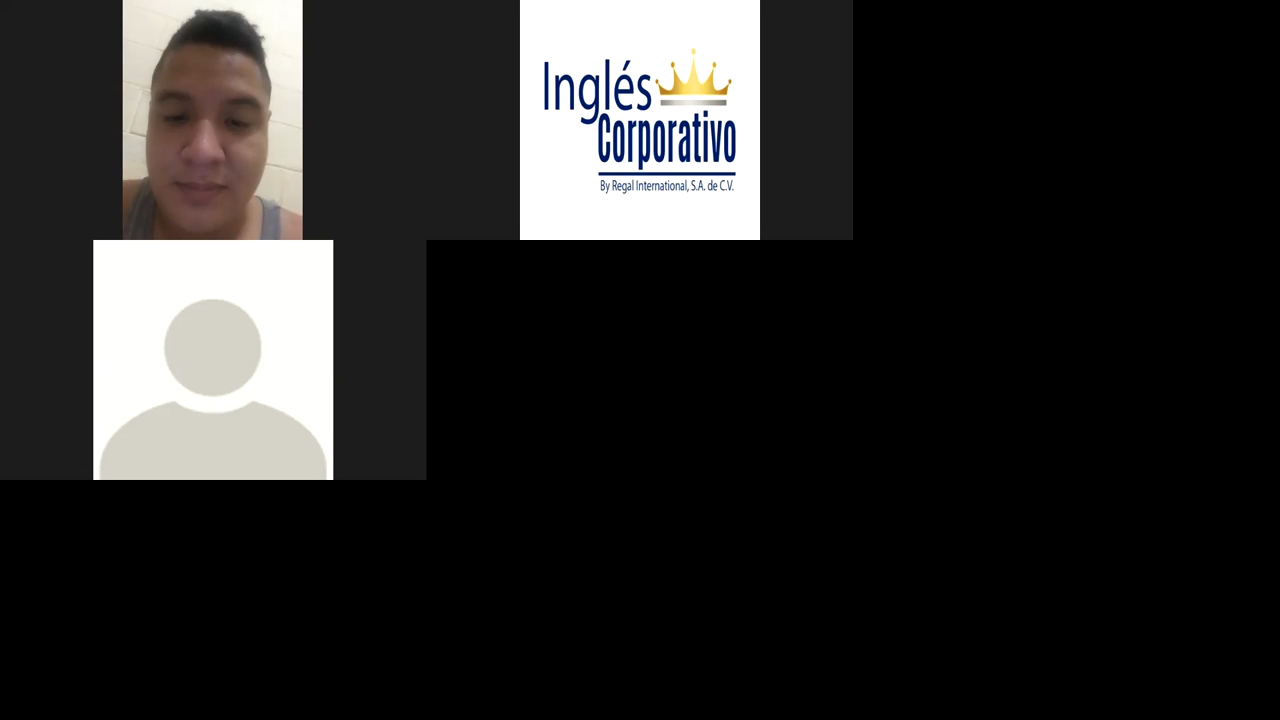 Inglés
Corporativo
By Regal International, S.A. de C.V.